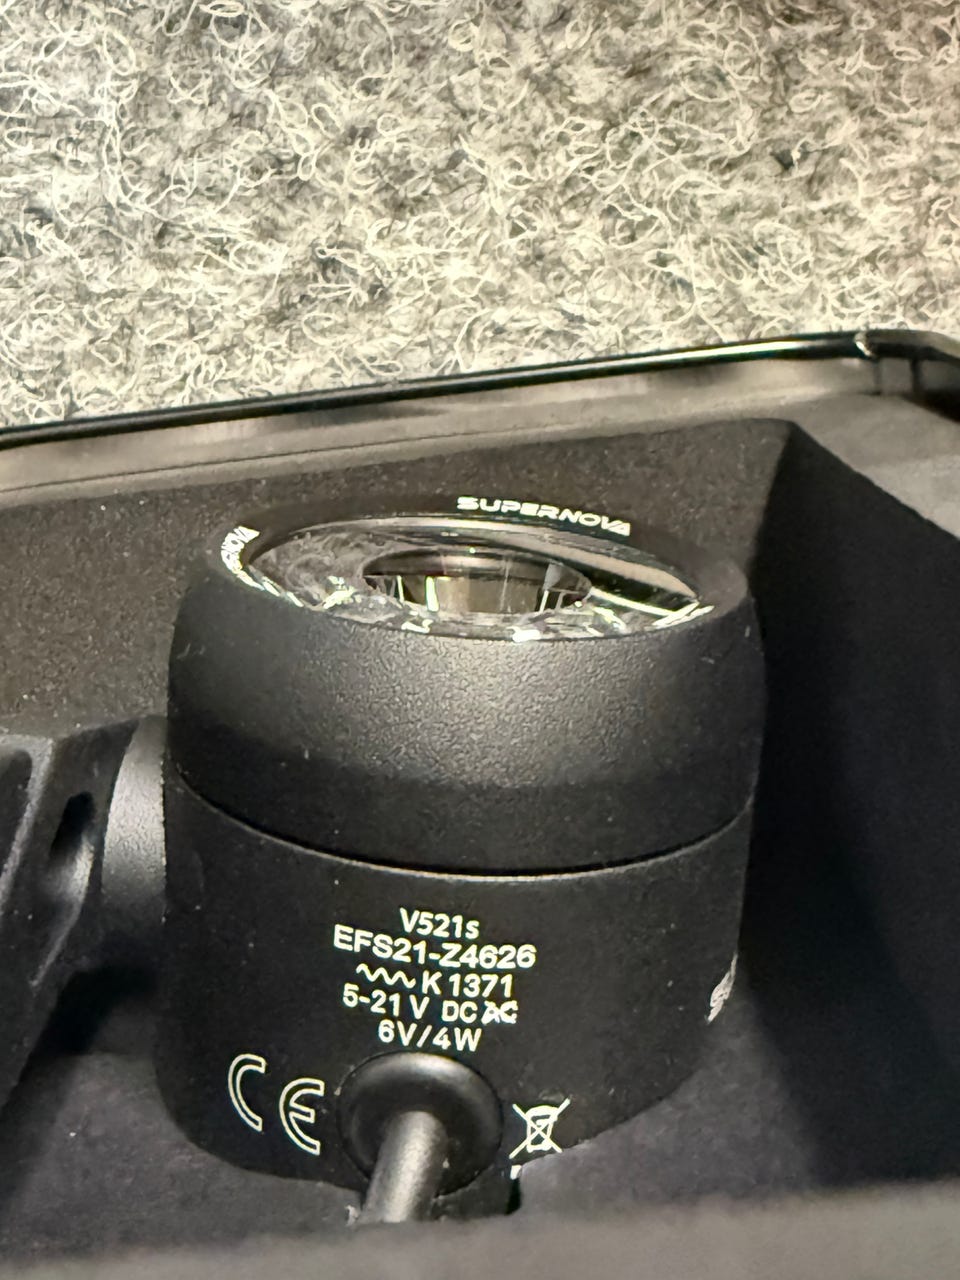 SUPERNOVA
V521s
EFS21-Z4626
K 1371
5-21 V DC AC
6V/4W
CE